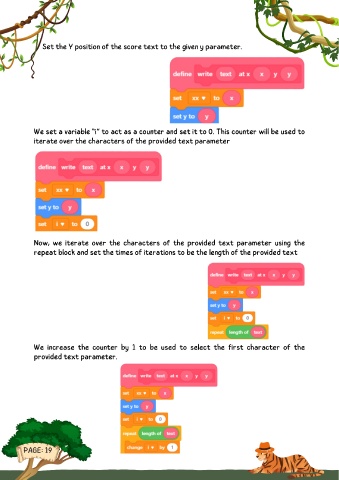 Set the Y position of the score text to the given y parameter.
define write text at x x y y
set xx ▾ to x
set y to y
We set a variable "i" to act as a counter and set it to 0. This counter will be used to
iterate over the characters of the provided text parameter
define write text at x x y y
set xx ▾ to x
set y to y
set i ▾ to 0
Now, we iterate over the characters of the provided text parameter using the
repeat block and set the times of iterations to be the length of the provided text
define write text at x x y y
set xx ▾ to x
set y to y
set i ▾ to 0
repeat length of text
We increase the counter by 1 to be used to select the first character of the
provided text parameter.
define write text at x x y y
set xx ▾ to x
set y to y
set i ▾ to 0
repeat length of text
change i ▾ by 1
PAGE: 19